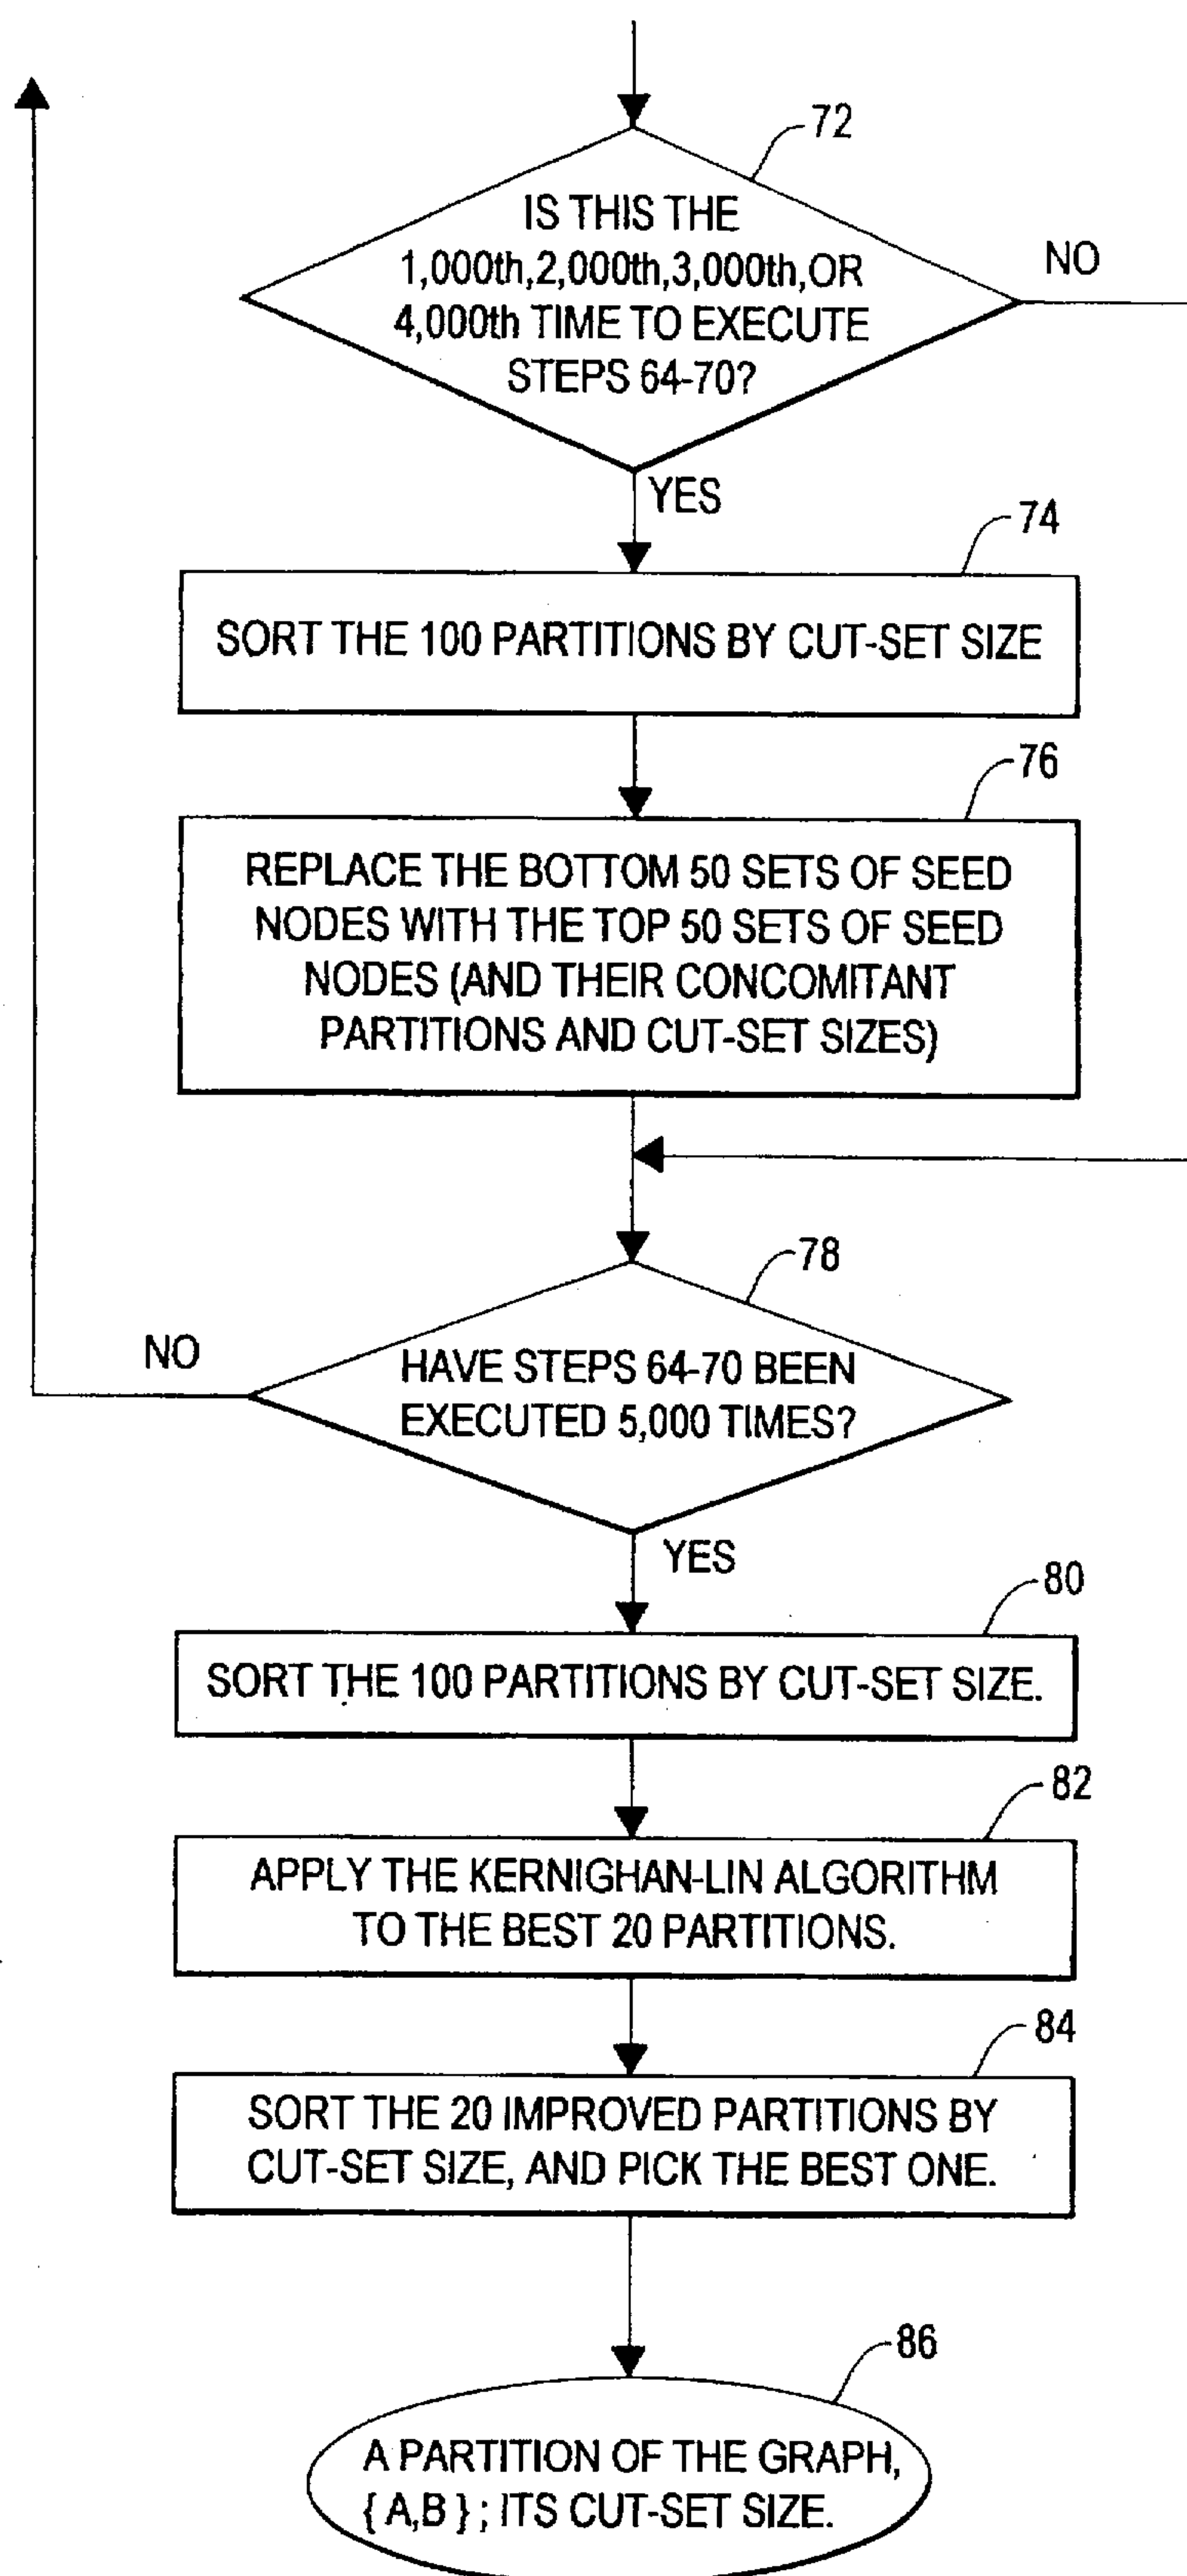 72
IS THIS THE
1,000th,2,000th,3,000th,OR
4,000th TIME TO EXECUTE
STEPS 64-70?
NO
YES
74
SORT THE 100 PARTITIONS BY CUT-SET SIZE
76
REPLACE THE BOTTOM 50 SETS OF SEED
NODES WITH THE TOP 50 SETS OF SEED
NODES (AND THEIR CONCOMITANT
PARTITIONS AND CUT-SET SIZES)
78
NO
HAVE STEPS 64-70 BEEN
EXECUTED 5,000 TIMES?
YES
80
SORT THE 100 PARTITIONS BY CUT-SET SIZE.
82
APPLY THE KERNIGHAN-LIN ALGORITHM
TO THE BEST 20 PARTITIONS.
84
SORT THE 20 IMPROVED PARTITIONS BY
CUT-SET SIZE, AND PICK THE BEST ONE.
86
A PARTITION OF THE GRAPH,
{ A,B } ; ITS CUT-SET SIZE.